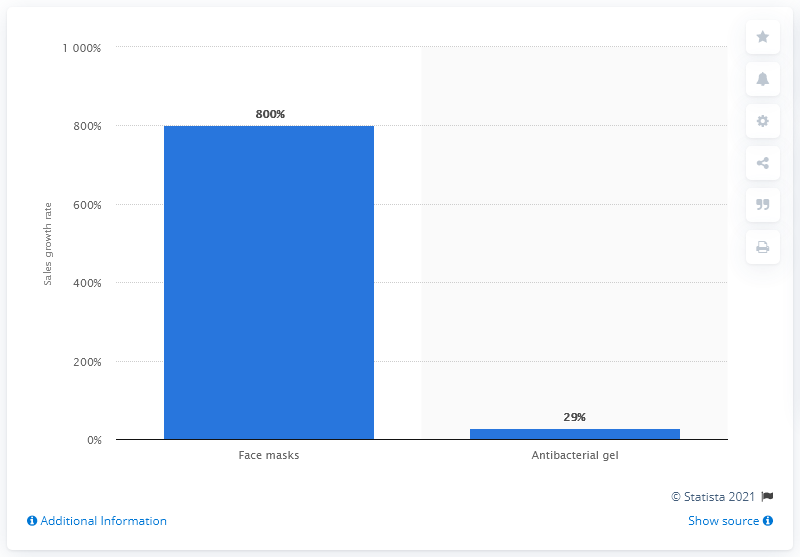 1 000%
800%
800%
600%
Sales growth rate
400%
200%
29%
0%
Face masks
Antibacterial gel
© Statista 2021
Additional Information
Show source